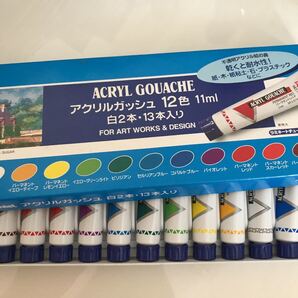 ACRYL GOUACHE
アクリルガッシュ 12色 11ml
白2本・13本入り
FOR ART WORKS & DESIGN
不透明アクリル絵の具
乾くと耐水性!
紙・木・紙粘土・石・プラスチック
などに
ACRYL GOUACHE
パーマネント
イエローディープ
パーマネント
レモンイエロー
イエローグリーンライト
ビリジアン
セルリアンブルー
コバルトブルー
バイオレット
パーマネント
レッド
パーマネント
スカーレット
アクリルガッシュ 白2本・13本入り